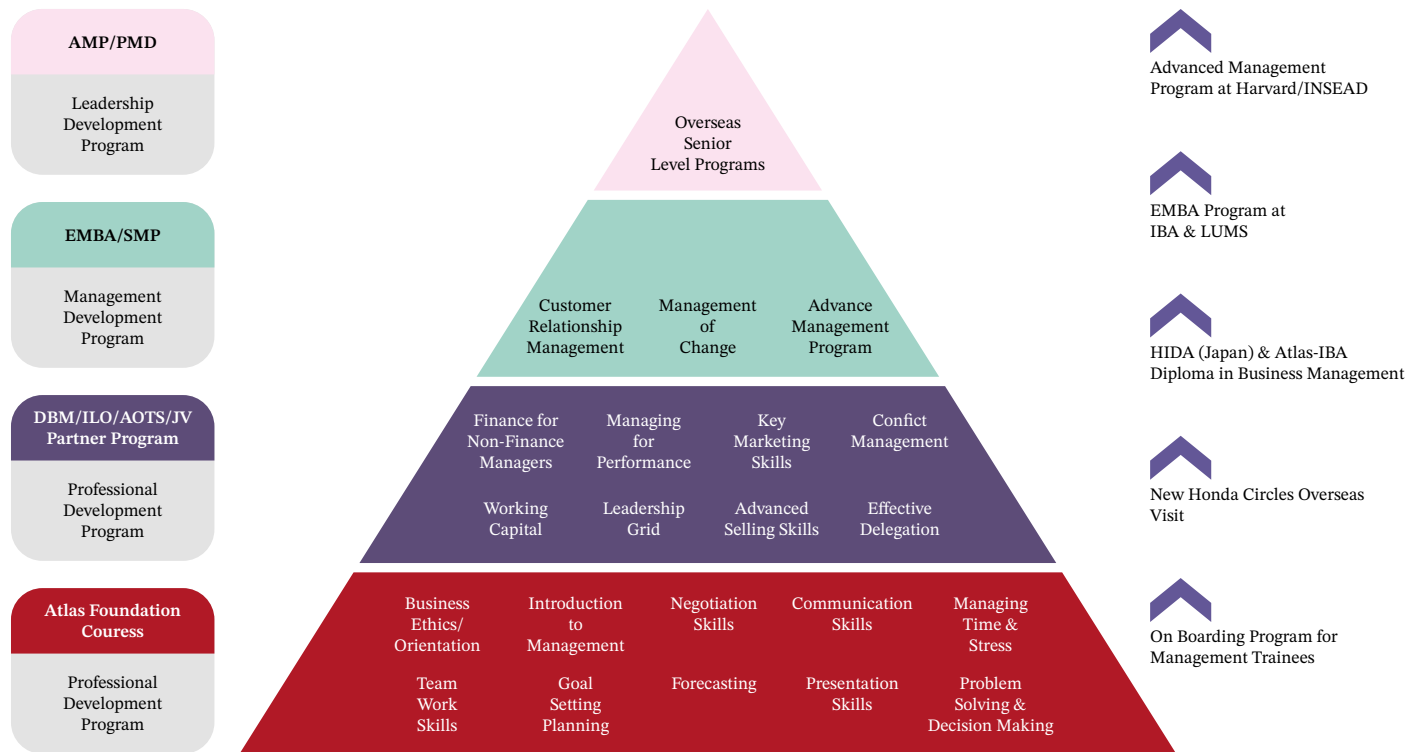 AMP/PMD
Leadership
Development
Program
EMBA/SMP
Management
Development
Program
DBM/ILO/AOTS/JV
Partner Program
Professional
Development
Program
Atlas Foundation
Couress
Professional
Development
Program
Overseas
Senior
Level Programs
Customer
Relationship
Management
Management
of
Change
Advance
Management
Program
Finance for
Non-Finance
Managers
Managing
for
Performance
Key
Marketing
Skills
Confict
Management
Working
Capital
Leadership
Grid
Advanced
Selling Skills
Effective
Delegation
Business
Ethics/
Orientation
Introduction
to
Management
Negotiation
Skills
Communication
Skills
Managing
Time &
Stress
Team
Work
Skills
Goal
Setting
Planning
Forecasting
Presentation
Skills
Problem
Solving &
Decision Making
Advanced Management
Program at Harvard/INSEAD
EMBA Program at
IBA & LUMS
HIDA (Japan) & Atlas-IBA
Diploma in Business Management
New Honda Circles Overseas
Visit
On Boarding Program for
Management Trainees